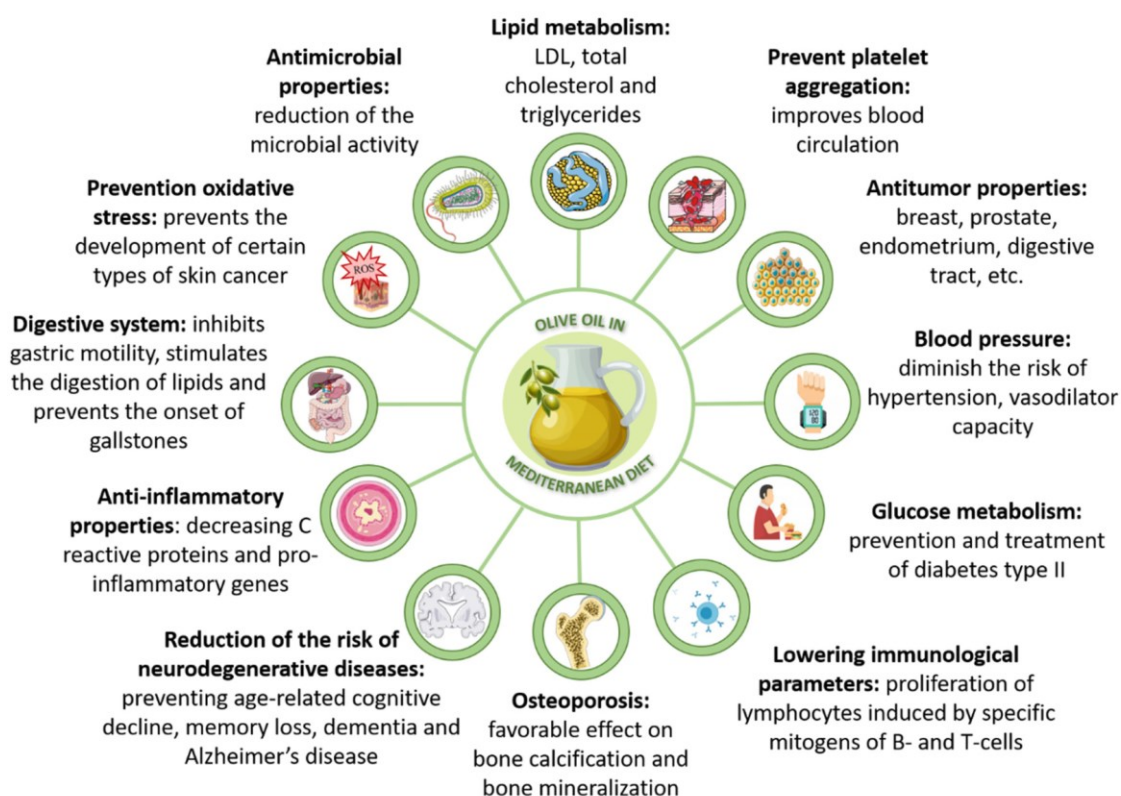 Lipid metabolism:
LDL, total
cholesterol and
triglycerides
Prevent platelet
aggregation:
improves blood
circulation
Antitumor properties:
breast, prostate,
endometrium, digestive
tract, etc.
Blood pressure:
diminish the risk of
hypertension, vasodilator
capacity
Glucose metabolism:
prevention and treatment
of diabetes type II
Lowering immunological
parameters: proliferation of
lymphocytes induced by specific
mitogens of B- and T-cells
Osteoporosis:
favorable effect on
bone calcification and
bone mineralization
Reduction of the risk of
neurodegenerative diseases:
preventing age-related cognitive
decline, memory loss, dementia and
Alzheimer’s disease
Anti-inflammatory
properties: decreasing C
reactive proteins and pro-
inflammatory genes
Digestive system: inhibits
gastric motility, stimulates
the digestion of lipids and
prevents the onset of
gallstones
Prevention oxidative
stress: prevents the
development of certain
types of skin cancer
Antimicrobial
properties:
reduction of the
microbial activity
ROS
OLIVE OIL IN
MEDITERRANEAN DIET